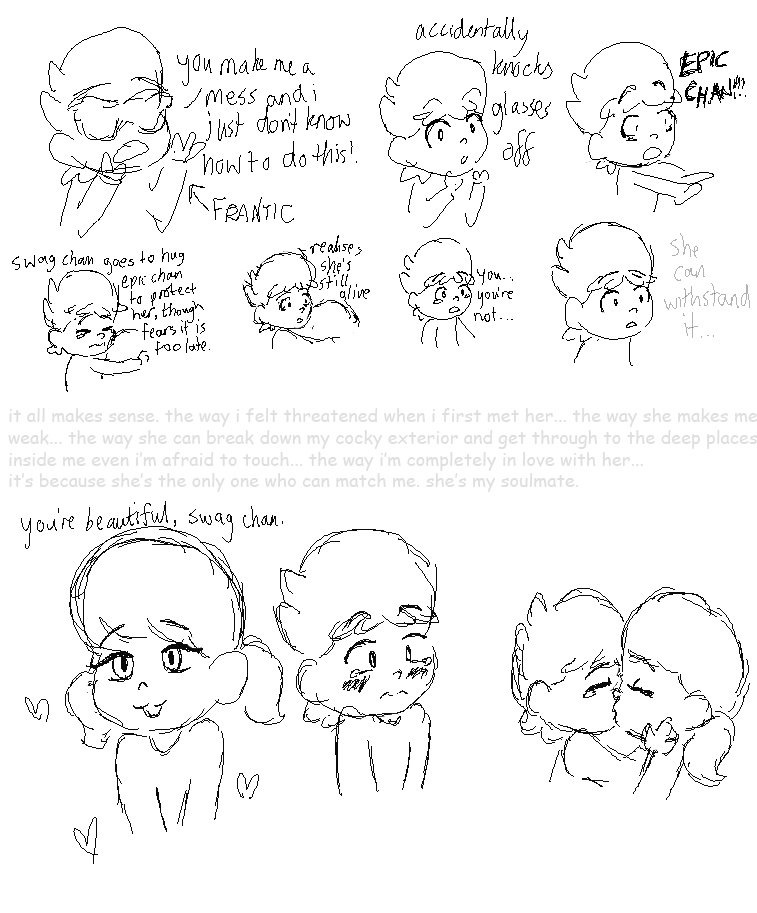 you make me a
mess and i
just don't know
how to do this!
FRANTIC
accidentally
knocks
glasses
off
EPIC
CHAN!!!
swag chan goes to hug
epic chan
to protect
her, though
fears it is
too late.
realises
she's
still
alive
you...
you're
not...
she
can
withstand
it...
it all makes sense. the way i felt threatened when i first met her... the way she makes me
weak... the way she can break down my cocky exterior and get through to the deep places
inside me even i'm afraid to touch... the way i'm completely in love with her...
it's because she's the only one who can match me. she's my soulmate.
you're beautiful, swag chan.